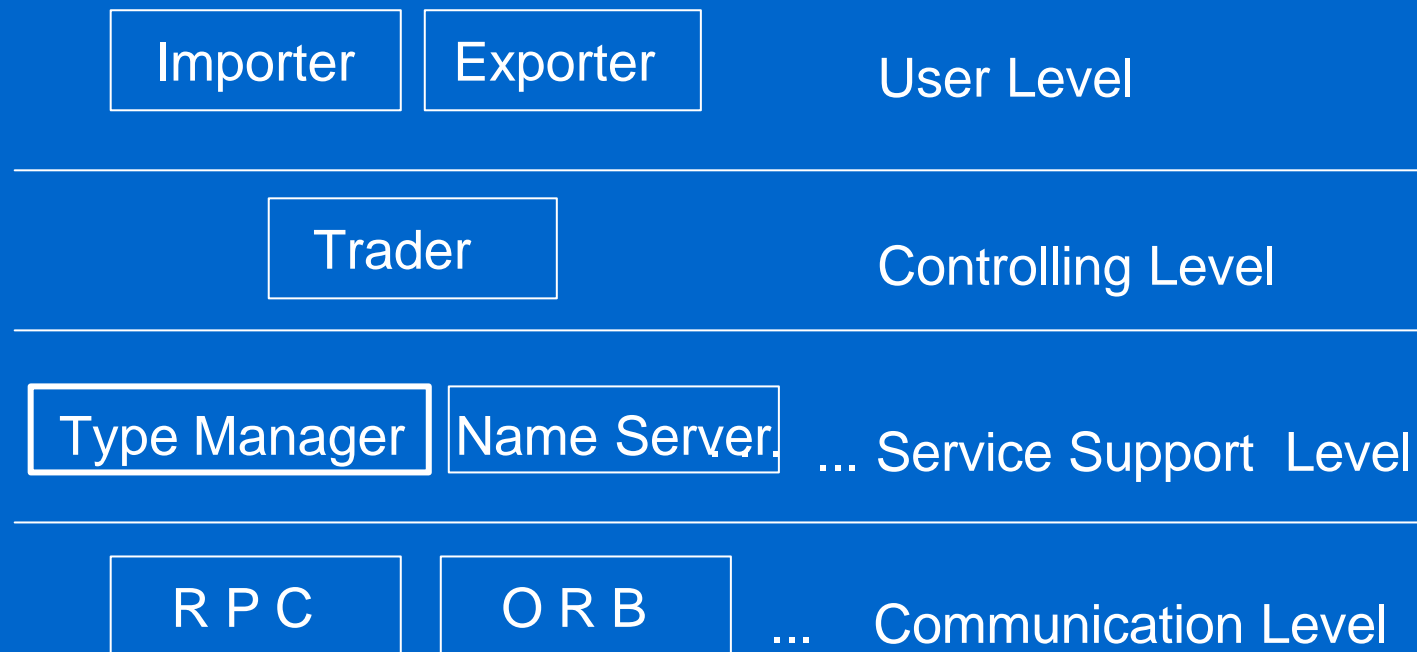 Importer Exporter User Level
Trader Controlling Level
Type Manager Name Server... ... Service Support Level
R P C O R B ... Communication Level